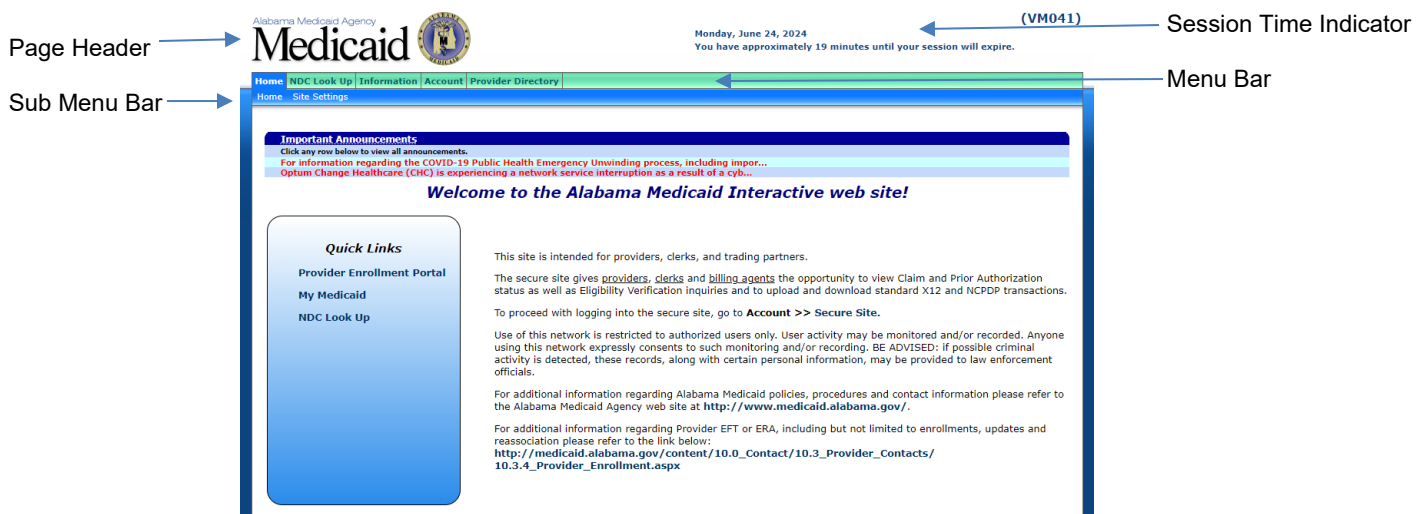 Alabama Medicaid Agency
Medicaid
(VM041)
Session Time Indicator
Page Header
Monday, June 24, 2024
You have approximately 19 minutes until your session will expire.
Home NDC Look Up Information Account Provider Directory
Menu Bar
Sub Menu Bar
Home Site Settings
Important Announcements
Click any row below to view all announcements.
For information regarding the COVID-19 Public Health Emergency Unwinding process, including impor...
Optum Change Healthcare (CHC) is experiencing a network service interruption as a result of a cyb...
Welcome to the Alabama Medicaid Interactive web site!
Quick Links
Provider Enrollment Portal
My Medicaid
NDC Look Up
This site is intended for providers, clerks, and trading partners.
The secure site gives providers, clerks and billing agents the opportunity to view Claim and Prior Authorization
status as well as Eligibility Verification inquiries and to upload and download standard X12 and NCPDP transactions.
To proceed with logging into the secure site, go to Account >> Secure Site.
Use of this network is restricted to authorized users only. User activity may be monitored and/or recorded. Anyone
using this network expressly consents to such monitoring and/or recording. BE ADVISED: if possible criminal
activity is detected, these records, along with certain personal information, may be provided to law enforcement
officials.
For additional information regarding Alabama Medicaid policies, procedures and contact information please refer to
the Alabama Medicaid Agency web site at http://www.medicaid.alabama.gov/.
For additional information regarding Provider EFT or ERA, including but not limited to enrollments, updates and
reassociation please refer to the link below:
http://medicaid.alabama.gov/content/10.0_Contact/10.3_Provider_Contacts/
10.3.4_Provider_Enrollment.aspx